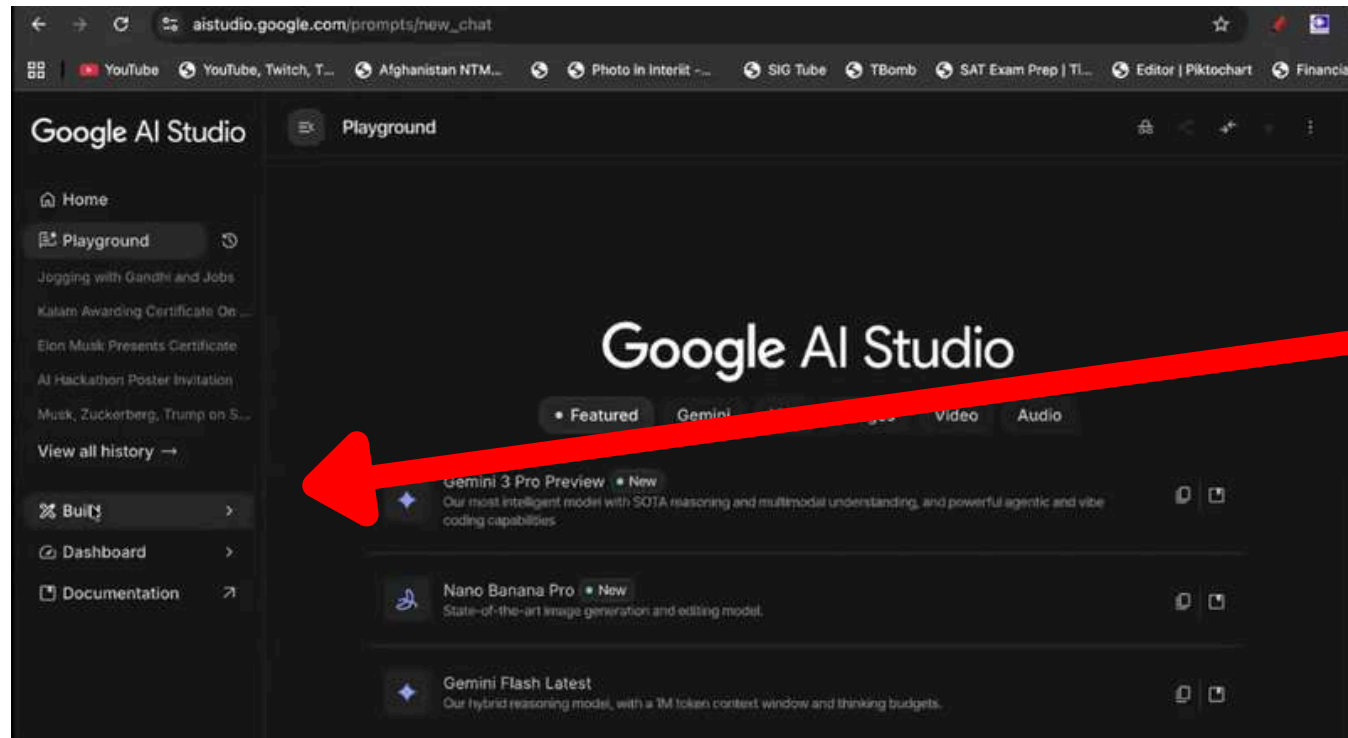 aistudio.google.com/prompts/new_chat
YouTube YouTube, Twitch, T... Afghanistan NTM... Photo in Interiit -... SIG Tube TBomb SAT Exam Prep | Ti... Editor | Piktochart Financia
Google AI Studio
Playground
Home
Playground
Jogging with Gandhi and Jobs
Kalam Awarding Certificate On ...
Elon Musk Presents Certificate
AI Hackathon Poster Invitation
Musk, Zuckerberg, Trump on S...
View all history →
Build
Dashboard
Documentation
Google AI Studio
Featured Gemini Video Audio
Gemini 3 Pro Preview • New
Our most intelligent model with SOTA reasoning and multimodal understanding, and powerful agentic and vibe
coding capabilities
Nano Banana Pro • New
State-of-the-art image generation and editing model.
Gemini Flash Latest
Our hybrid reasoning model, with a 1M token context window and thinking budgets.